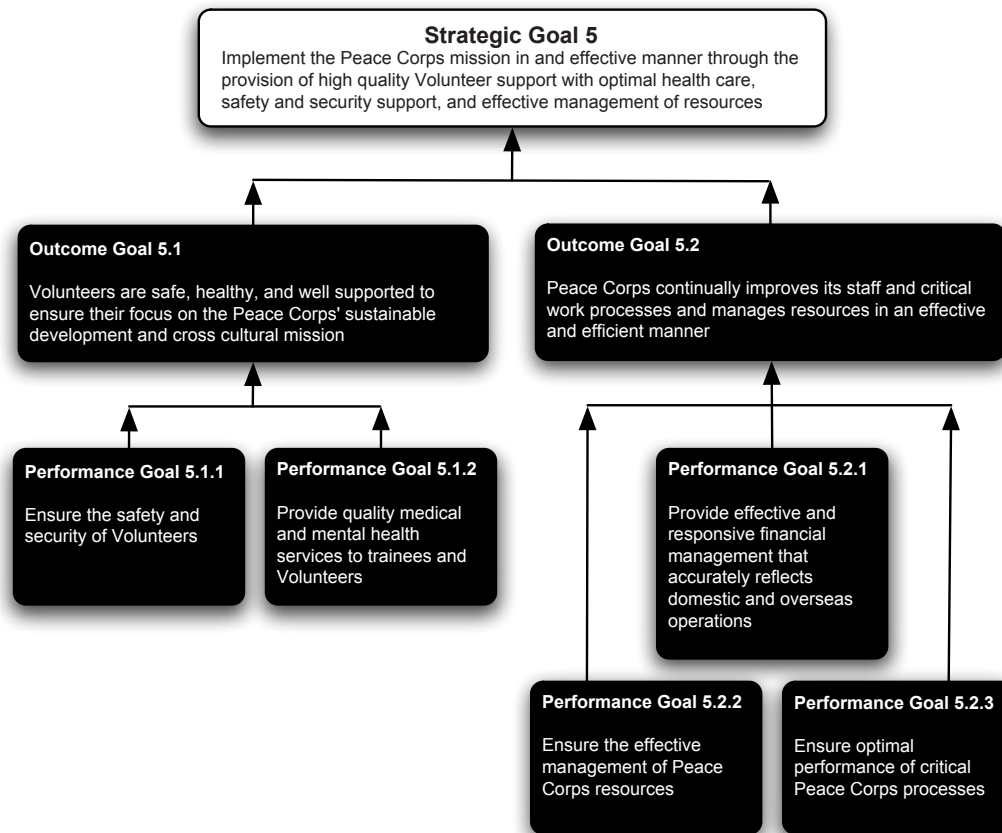 Strategic Goal 5
Implement the Peace Corps mission in and effective manner through the
provision of high quality Volunteer support with optimal health care,
safety and security support, and effective management of resources
Outcome Goal 5.1
Volunteers are safe, healthy, and well supported to
ensure their focus on the Peace Corps' sustainable
development and cross cultural mission
Outcome Goal 5.2
Peace Corps continually improves its staff and critical
work processes and manages resources in an effective
and efficient manner
Performance Goal 5.1.1
Ensure the safety and
security of Volunteers
Performance Goal 5.1.2
Provide quality medical
and mental health
services to trainees and
Volunteers
Performance Goal 5.2.1
Provide effective and
responsive financial
management that
accurately reflects
domestic and overseas
operations
Performance Goal 5.2.2
Ensure the effective
management of Peace
Corps resources
Performance Goal 5.2.3
Ensure optimal
performance of critical
Peace Corps processes